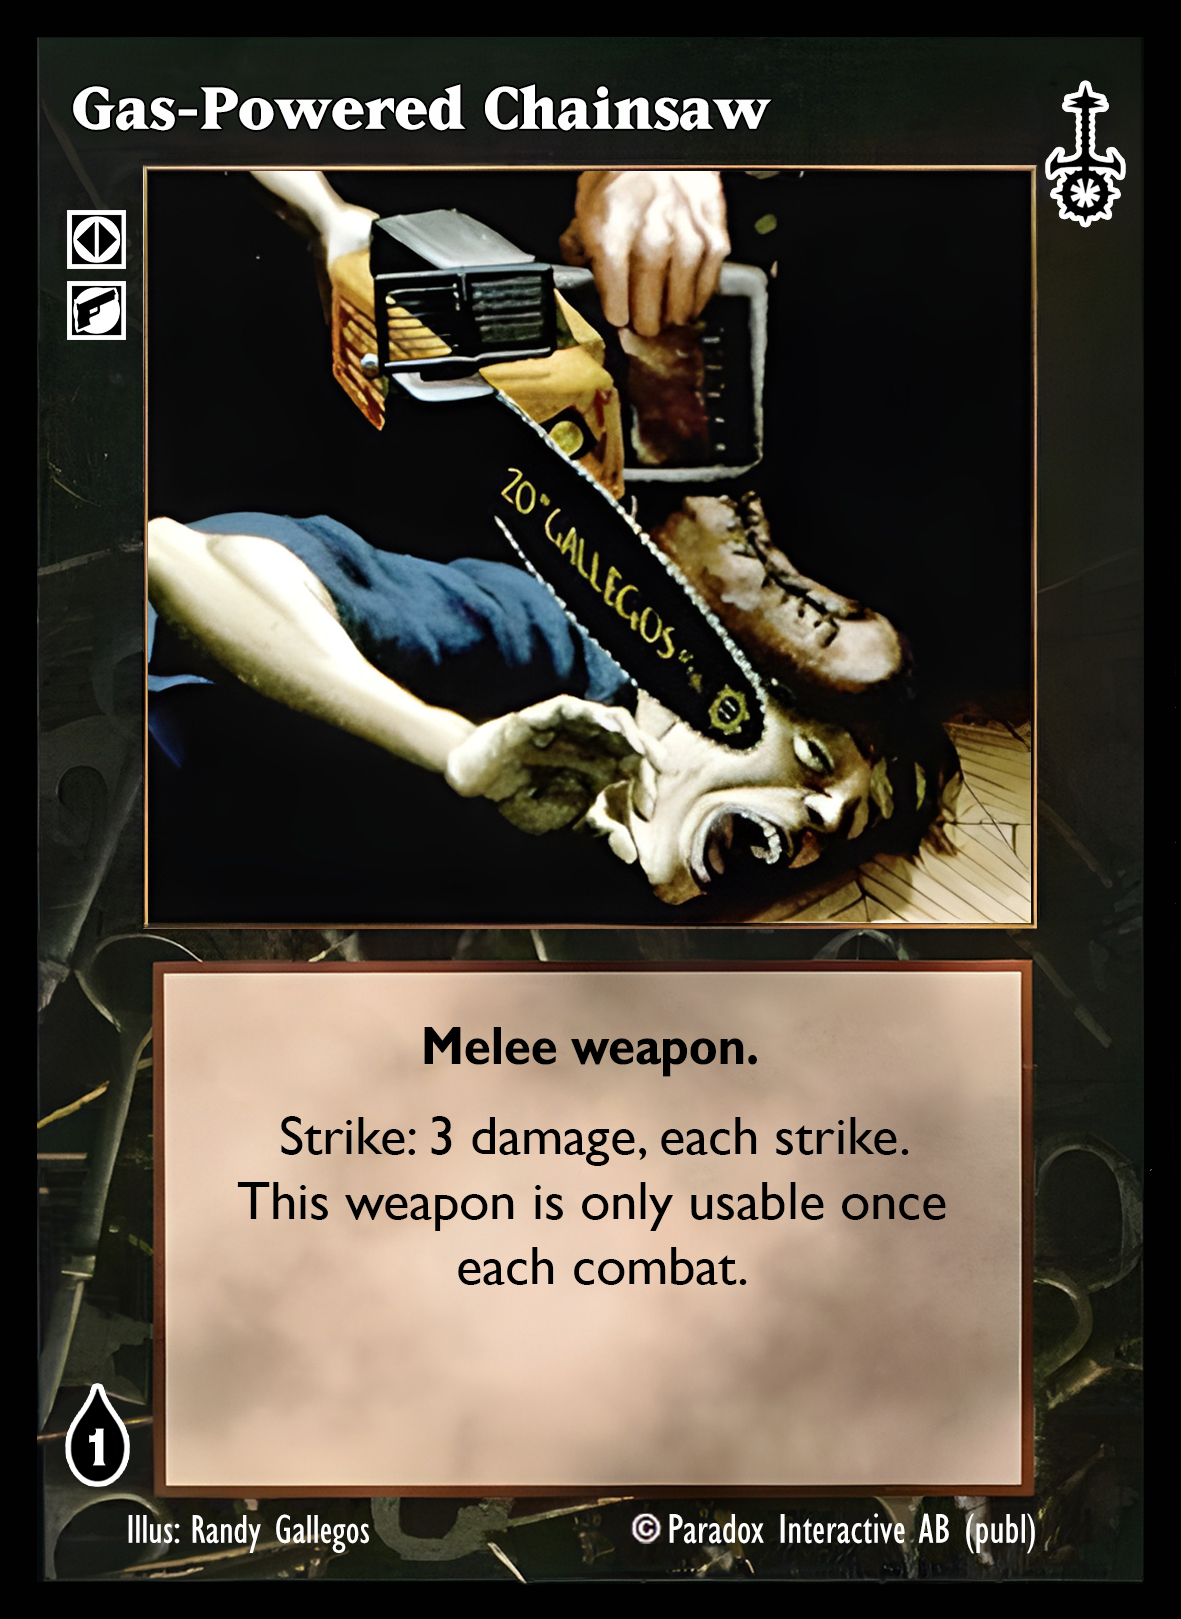 Gas-Powered Chainsaw
20" GALLEGOS
Melee weapon.
Strike: 3 damage, each strike.
This weapon is only usable once
each combat.
1
Illus: Randy Gallegos
© Paradox Interactive AB (publ)